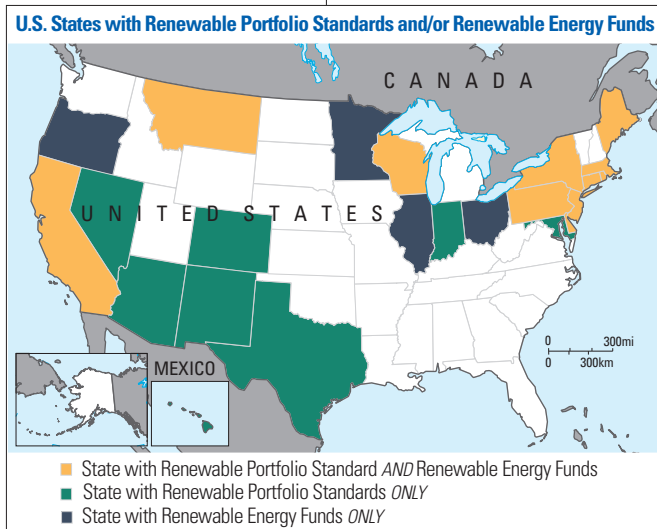 U.S. States with Renewable Portfolio Standards and/or Renewable Energy Funds
CANADA
UNITED STATES
0 300mi
0 300km
MEXICO
State with Renewable Portfolio Standard AND Renewable Energy Funds
State with Renewable Portfolio Standards ONLY
State with Renewable Energy Funds ONLY